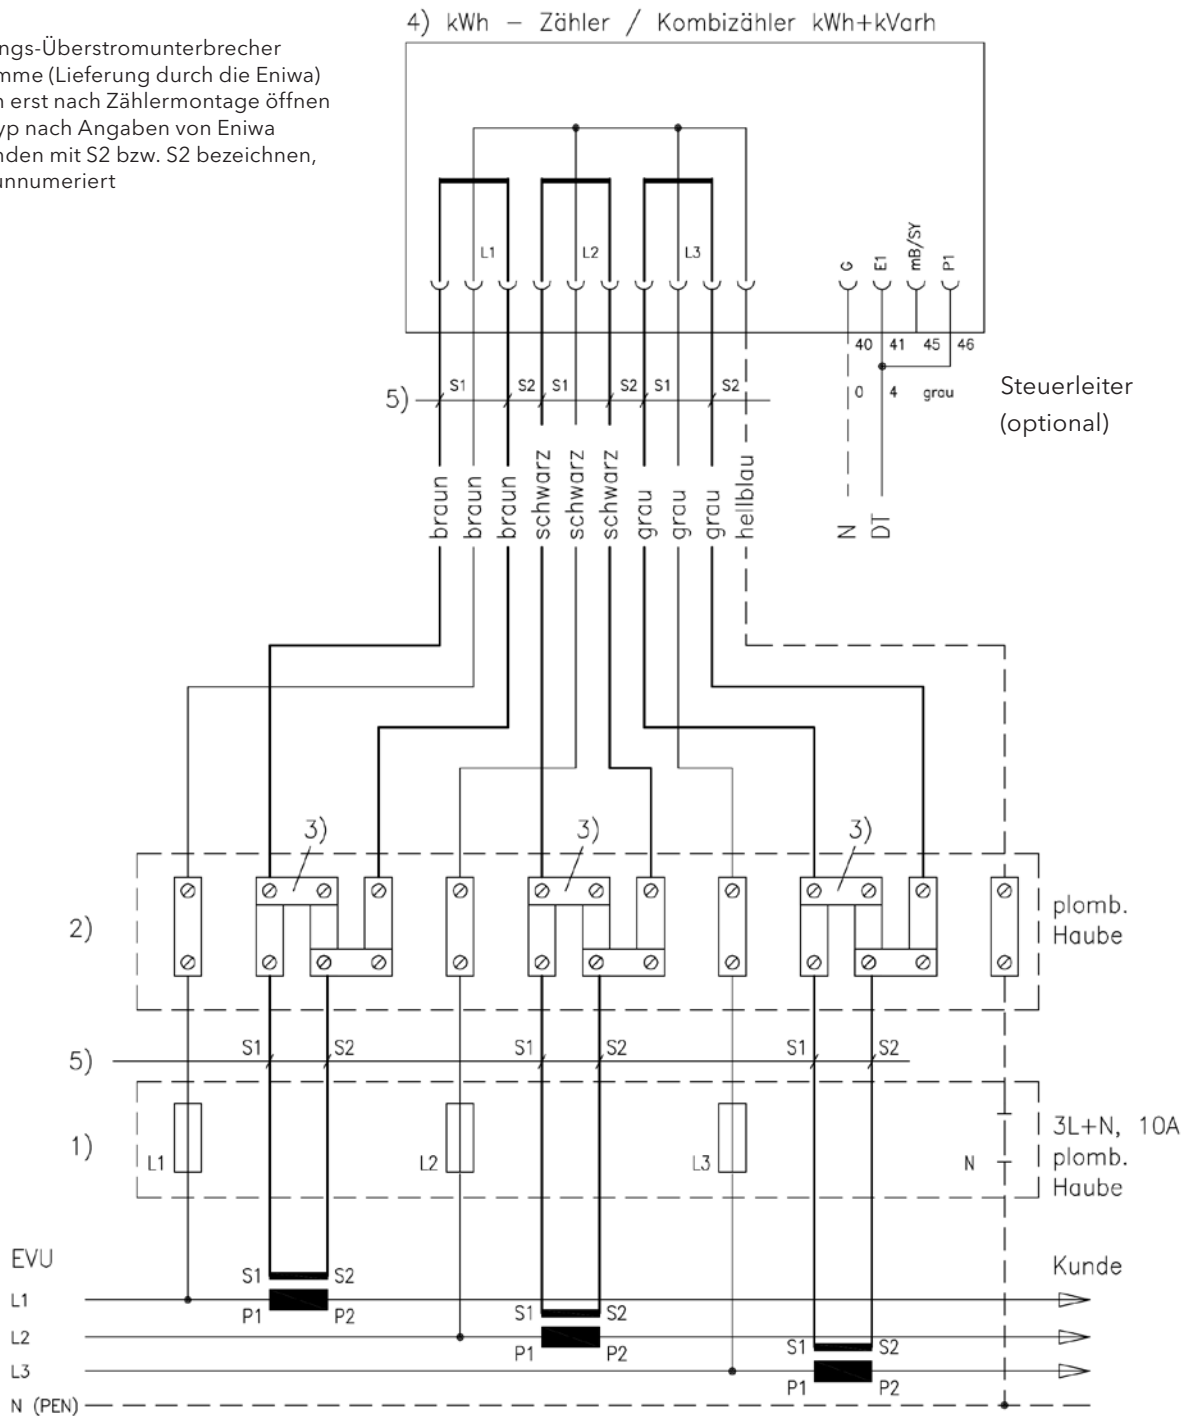 4) kWh – Zähler / Kombizähler kWh+kVarh
ngs-Überstromunterbrecher
mme (Lieferung durch die Eniwa)
n erst nach Zählermontage öffnen
yp nach Angaben von Eniwa
nden mit S2 bzw. S2 bezeichnen,
unnumeriert
L1 L2 L3
G E1 mB/SY P1
40 41 45 46
5) S1 S2 S1 S2 S1 S2
0 4 grau
Steuerleiter
(optional)
braun braun braun schwarz schwarz schwarz grau grau grau hellblau
N DT
3) 3) 3)
2)
plomb.
Haube
5) S1 S2 S1 S2 S1 S2
1) L1 L2 L3 N
3L+N, 10A
plomb.
Haube
EVU
Kunde
S1 S2
L1
P1 P2
S1 S2
L2
P1 P2
S1 S2
L3
P1 P2
N (PEN)